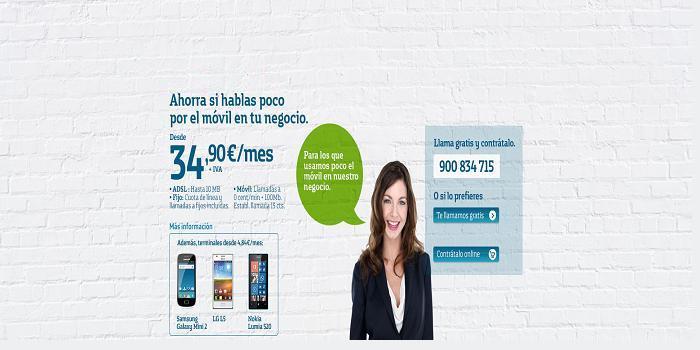 Ahorra si hablas poco
por el móvil en tu negocio.
Desde
34,90€/mes
+ IVA
• ADSL: Hasta 10 MB
• Fijo: Cuota de línea y
llamadas a fijos incluidas.
• Móvil: Llamadas a
0 cent/min + 100Mb.
Establ. llamada 15 cts.
Más información
Además, terminales desde 4,84€/mes:
Samsung
Galaxy Mini 2
LG L5
Nokia
Lumia 520
Para los que
usamos poco el
móvil en nuestro
negocio.
Llama gratis y contrátalo.
900 834 715
O si lo prefieres
Te llamamos gratis
Contrátalo online